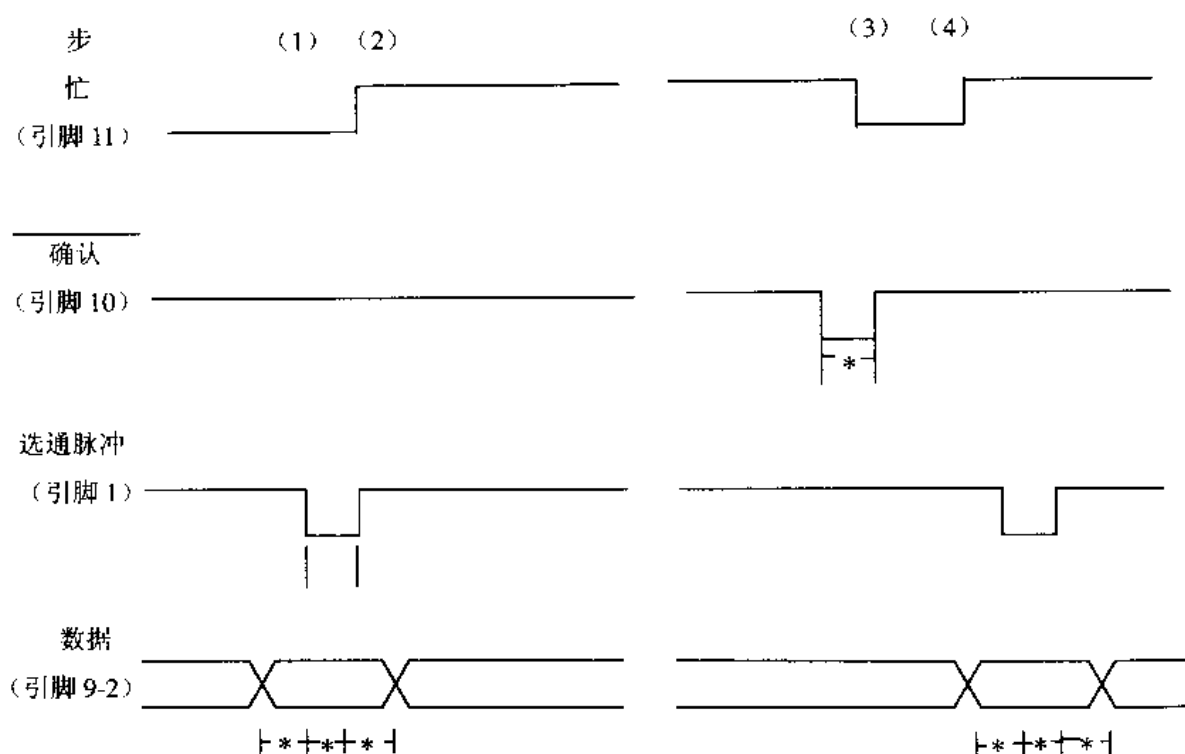 步
(1)
(2)
(3)
(4)
忙
(引脚 11)
确认
(引脚 10)
*
选通脉冲
(引脚 1)
数据
(引脚 9-2)
* * *
* * *